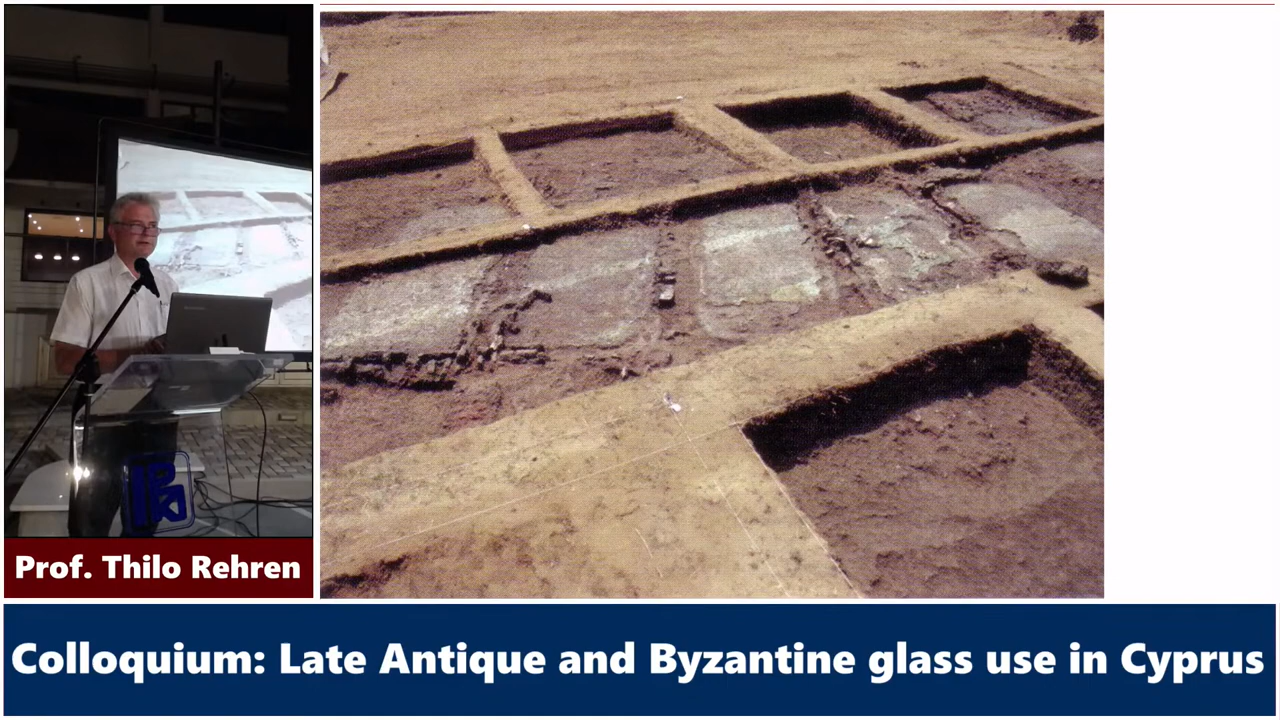 Prof. Thilo Rehren
Colloquium: Late Antique and Byzantine glass use in Cyprus